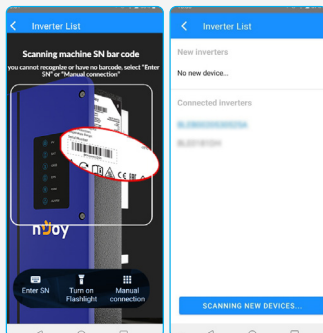 Inverter List
Scanning machine SN bar code
you cannot recognize or have no barcode, select "Enter
SN" or "Manual connection"
njoy
Enter SN
Turn on
Flashlight
Manual
connection
Inverter List
New inverters
No new device...
Connected inverters
SCANNING NEW DEVICES...